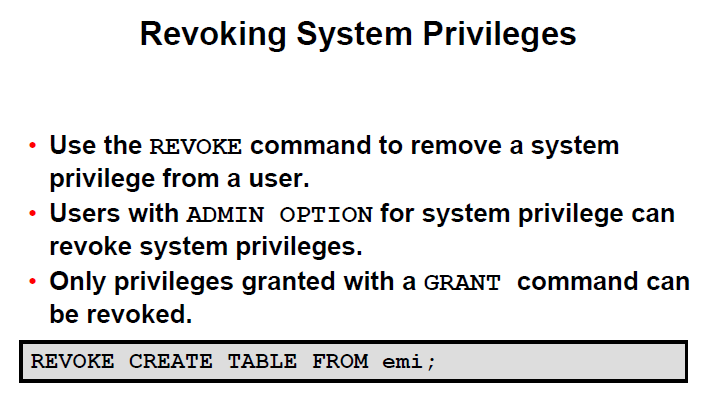 Revoking System Privileges
• Use the REVOKE command to remove a system
privilege from a user.
• Users with ADMIN OPTION for system privilege can
revoke system privileges.
• Only privileges granted with a GRANT command can
be revoked.
REVOKE CREATE TABLE FROM emi;